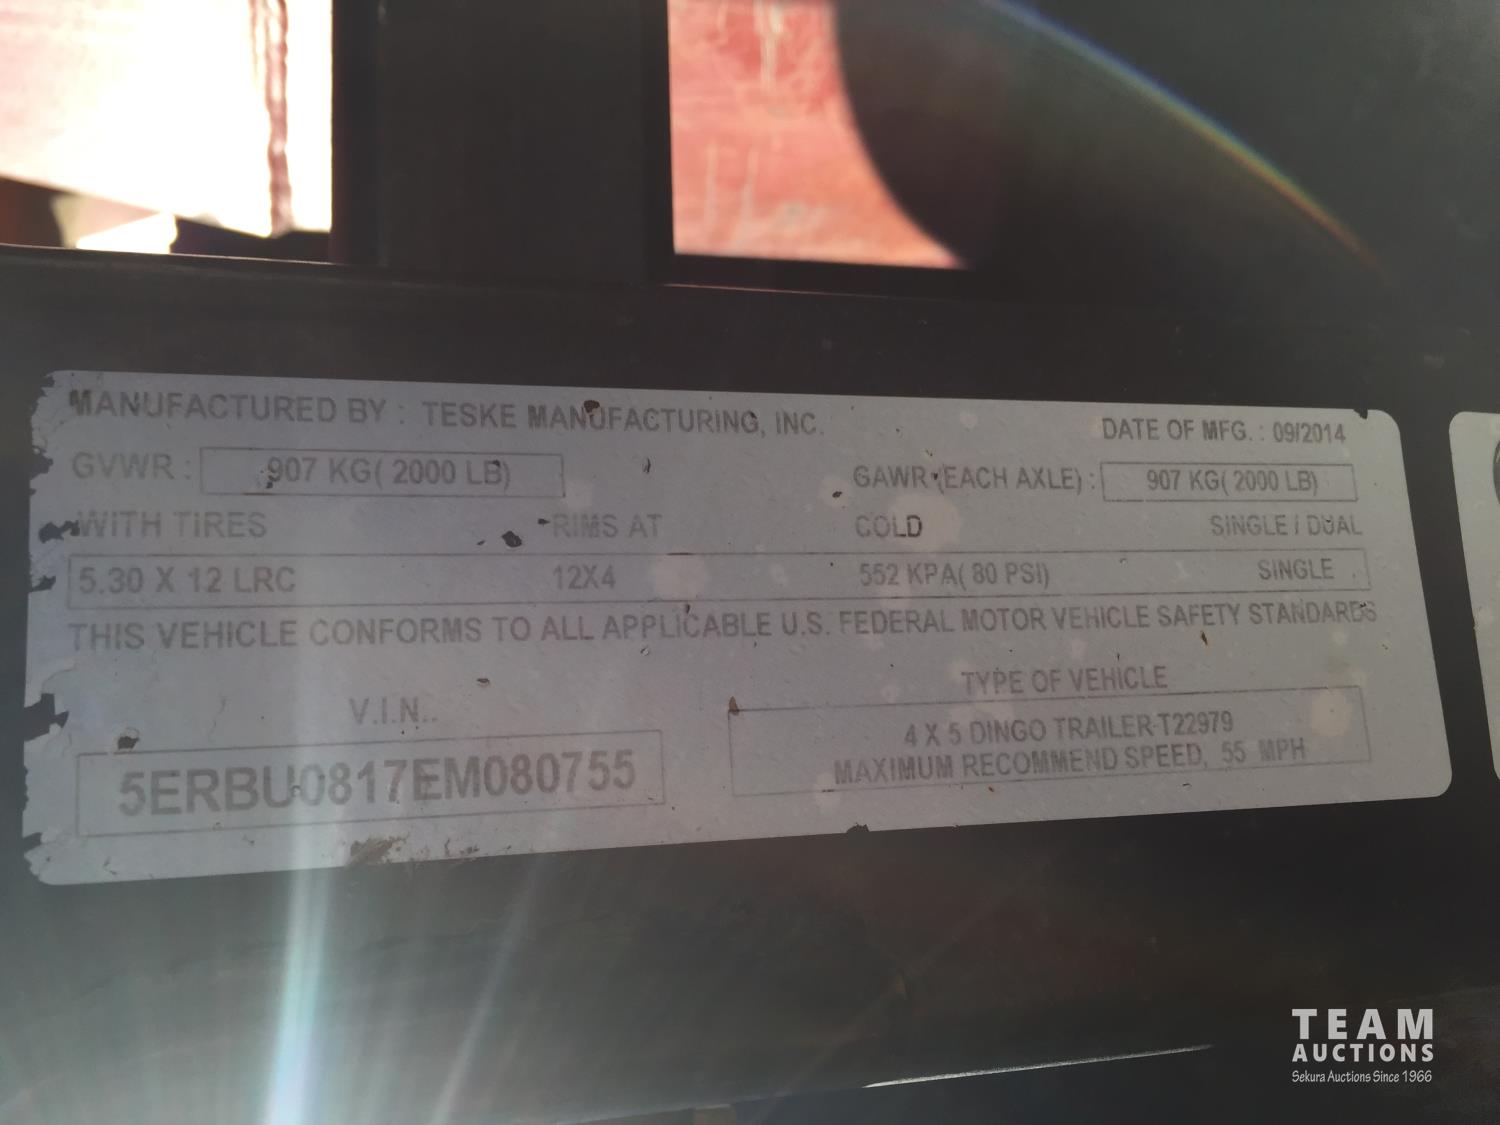 MANUFACTURED BY : TESKE MANUFACTURING, INC. DATE OF MFG. : 09/2014
GVWR : 907 KG( 2000 LB) GAWR (EACH AXLE) : 907 KG( 2000 LB)
WITH TIRES RIMS AT COLD SINGLE / DUAL
5.30 X 12 LRC 12X4 552 KPA( 80 PSI) SINGLE
THIS VEHICLE CONFORMS TO ALL APPLICABLE U.S. FEDERAL MOTOR VEHICLE SAFETY STANDARDS
V.I.N.. TYPE OF VEHICLE
5ERBU0817EM080755 4 X 5 DINGO TRAILER-T22979
MAXIMUM RECOMMEND SPEED, 55 MPH
TEAM
AUCTIONS
Sekura Auctions Since 1966